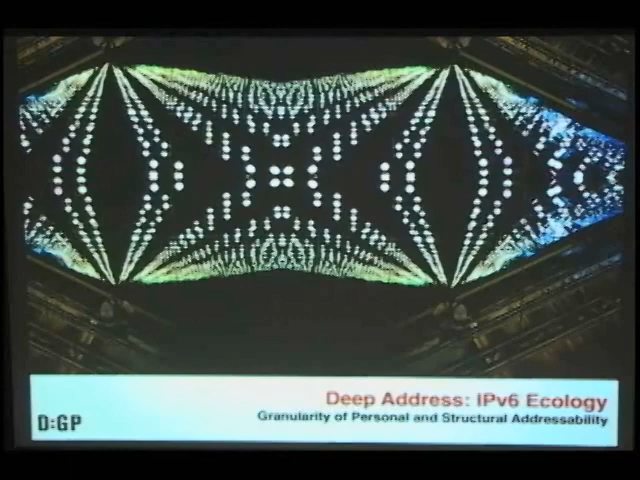 Deep Address: IPv6 Ecology
Granularity of Personal and Structural Addressability
D:GP